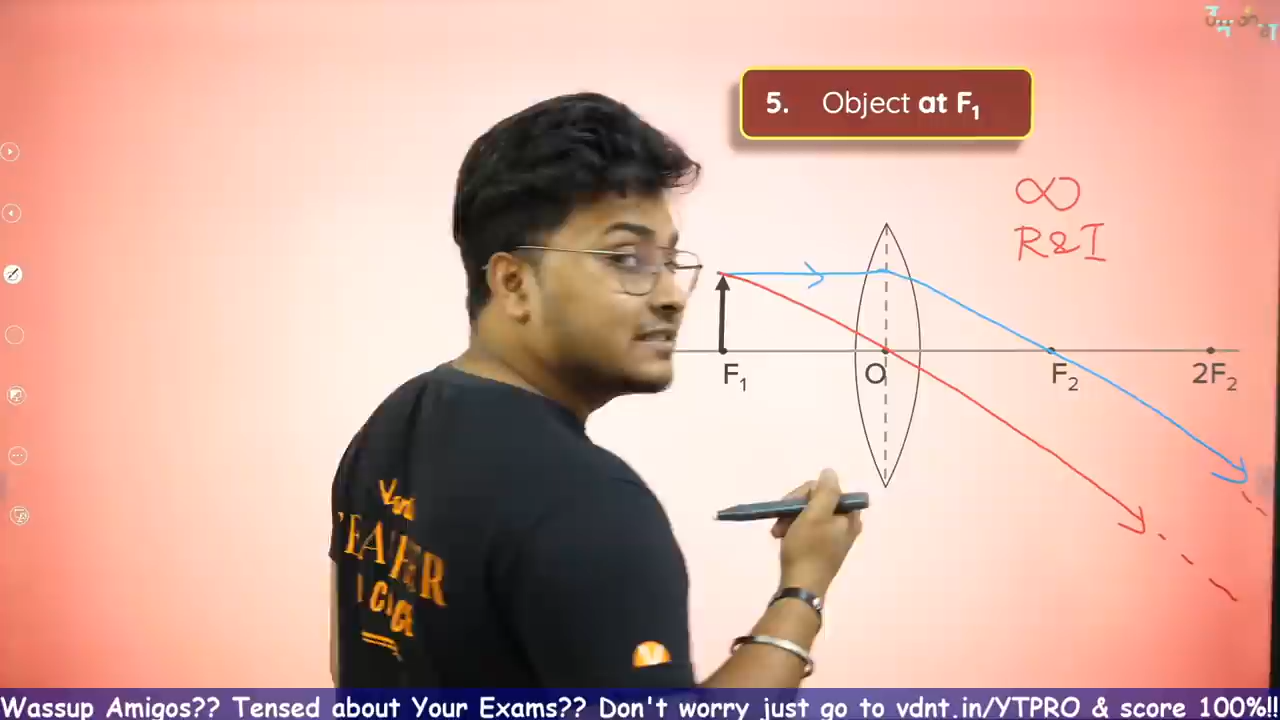 5. Object at F₁
∞
R&I
F₁
O
F₂
2F₂
Wassup Amigos?? Tensed about Your Exams?? Don't worry just go to vdnt.in/YTPRO & score 100%!!